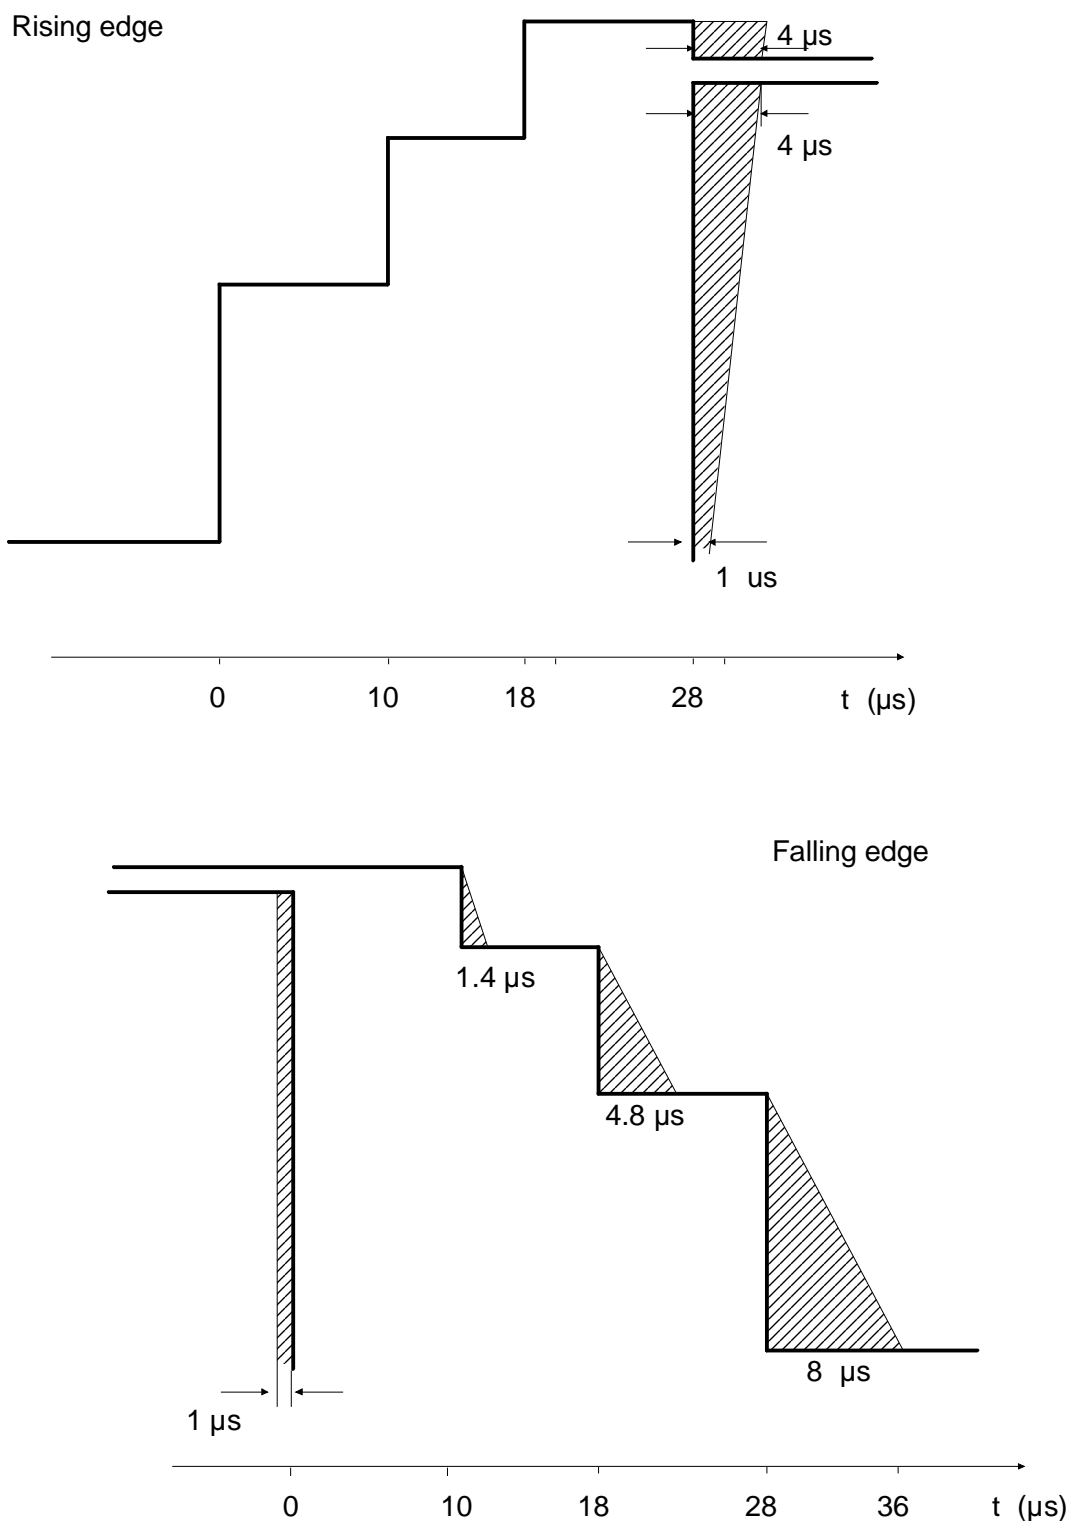 Rising edge
4 µs
4 µs
1 us
0 10 18 28 t (µs)
Falling edge
1.4 µs
4.8 µs
8 µs
1 µs
0 10 18 28 36 t (µs)